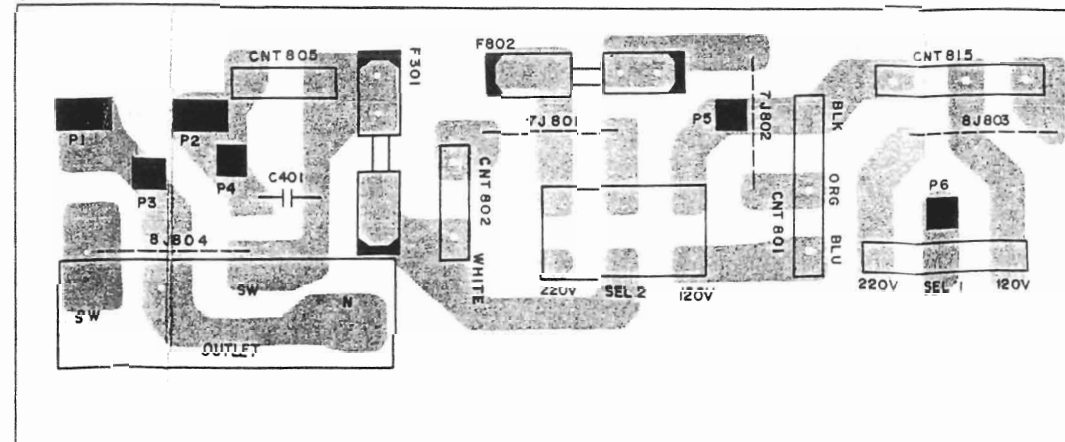 CNT 805
F301
F802
CNT 815
P1
P2
P3
P4
C401
7J801
P5
7J802
BLK
8J803
CNT 802
ORG
CNT 801
P6
8J804
WHITE
BLU
SW
SW
N
OUTLET
220V
SEL 2
120V
220V
SEL 1
120V